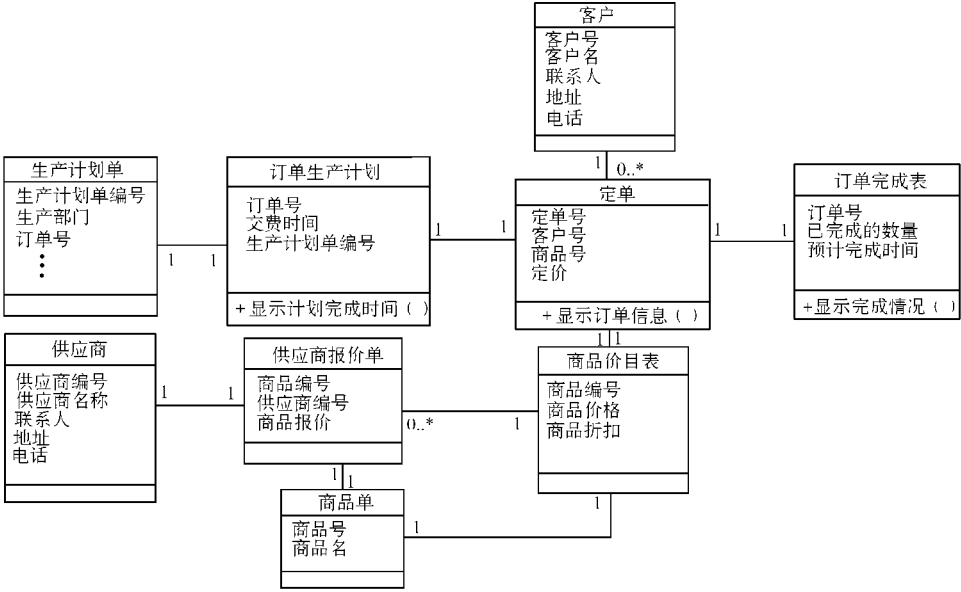 客户
客户号
客户名
联系人
地址
电话
1
0..*
生产计划单
生产计划单编号
生产部门
订单号
⋮
1
1
订单生产计划
订单号
交费时间
生产计划单编号
+显示计划完成时间（ ）
1
1
定单
定单号
客户号
商品号
定价
+显示订单信息（ ）
1
1
订单完成表
订单号
已完成的数量
预计完成时间
+显示完成情况（ ）
1
1
供应商
供应商编号
供应商名称
联系人
地址
电话
1
1
供应商报价单
商品编号
供应商编号
商品报价
0..*
1
商品价目表
商品编号
商品价格
商品折扣
1
1
商品单
商品号
商品名
1
1